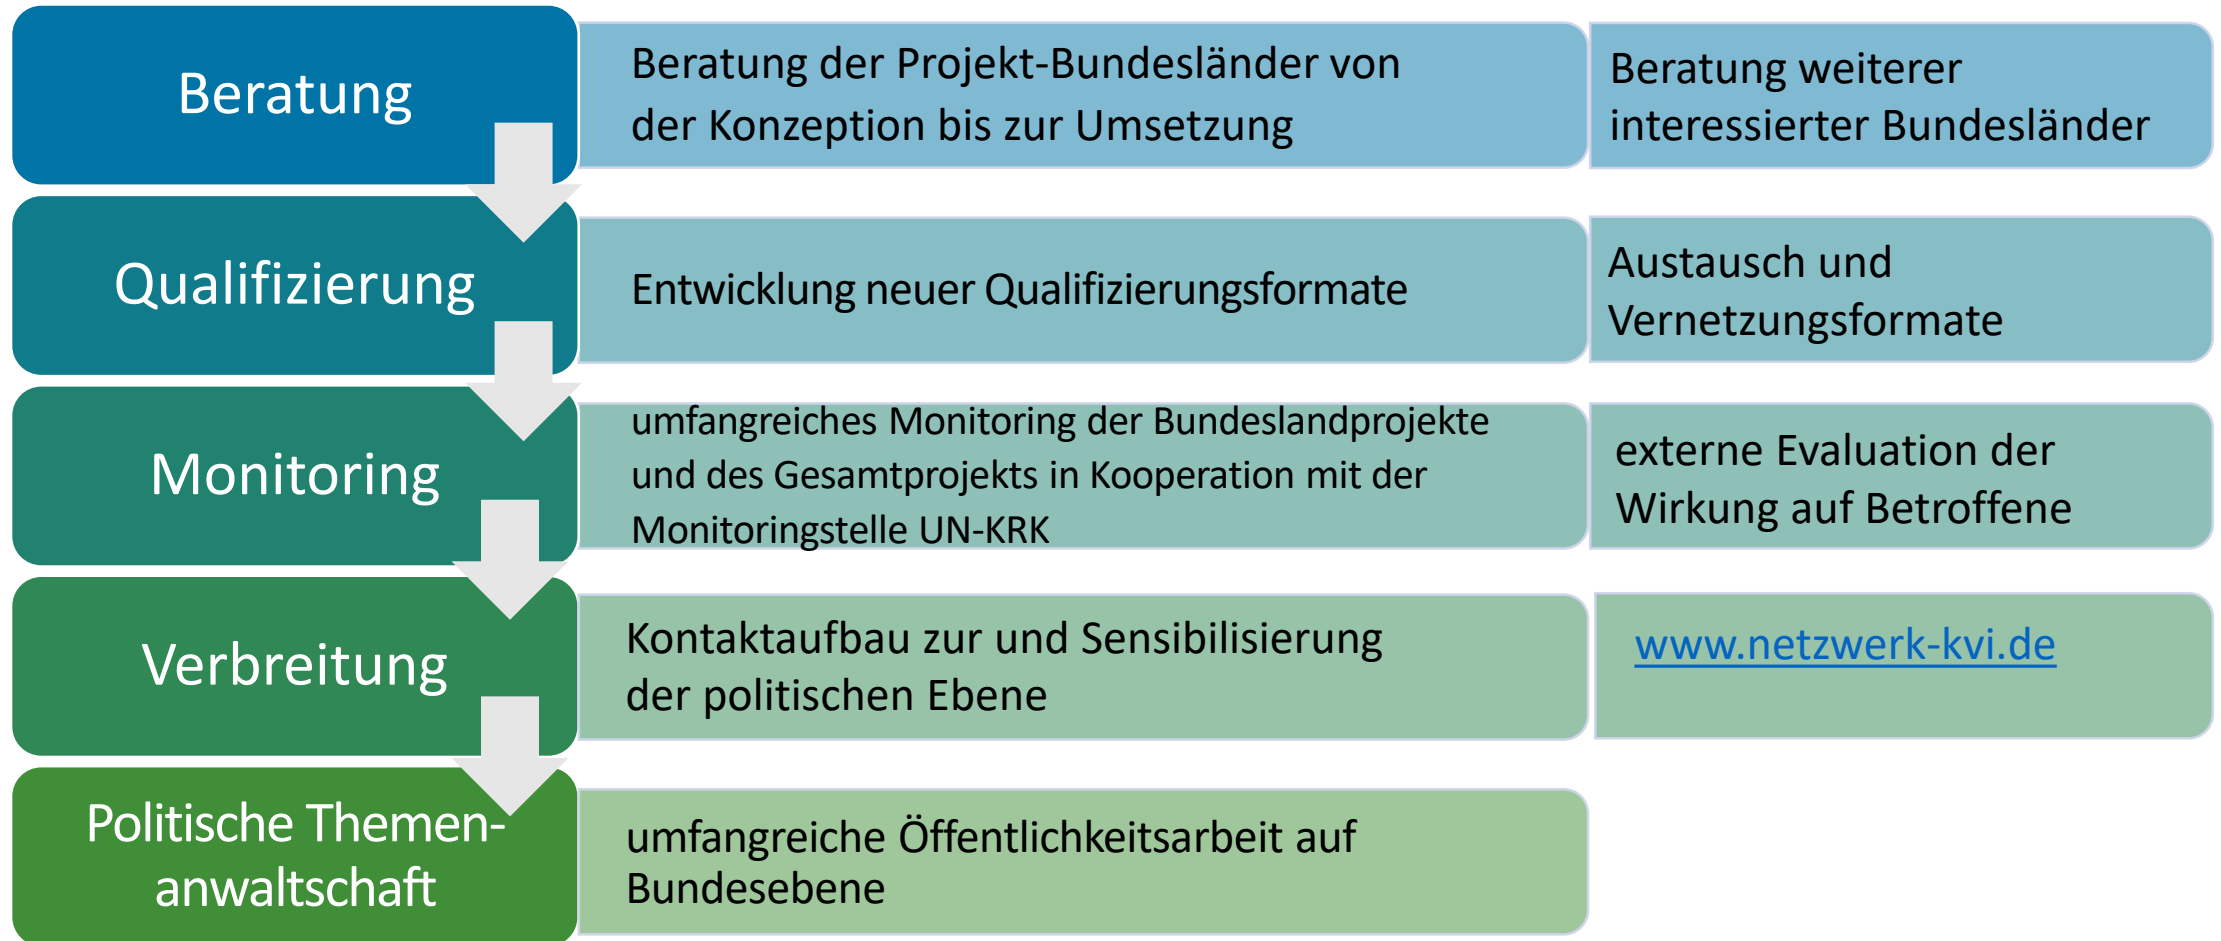 Beratung
Beratung der Projekt-Bundesländer von
der Konzeption bis zur Umsetzung
Beratung weiterer
interessierter Bundesländer
Qualifizierung
Entwicklung neuer Qualifizierungsformate
Austausch und
Vernetzungsformate
Monitoring
umfangreiches Monitoring der Bundeslandprojekte
und des Gesamtprojekts in Kooperation mit der
Monitoringstelle UN-KRK
externe Evaluation der
Wirkung auf Betroffene
Verbreitung
Kontaktaufbau zur und Sensibilisierung
der politischen Ebene
www.netzwerk-kvi.de
Politische Themen-
anwaltschaft
umfangreiche Öffentlichkeitsarbeit auf
Bundesebene